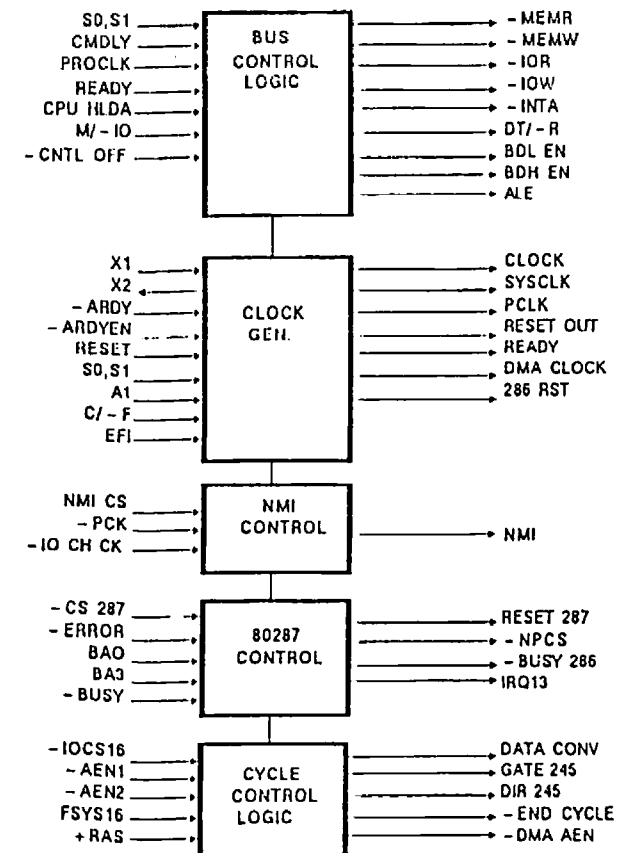 S0,S1
CMDLY
PROCLK
READY
CPU HLDA
M/-IO
-CNTL OFF
BUS
CONTROL
LOGIC
-MEMR
-MEMW
-IOR
-IOW
-INTA
DT/-R
BDL EN
BDH EN
ALE
X1
X2
-ARDY
-ARDYEN
RESET
S0,S1
A1
C/-F
EFI
CLOCK
GEN.
CLOCK
SYSCLK
PCLK
RESET OUT
READY
DMA CLOCK
286 RST
NMI CS
-PCK
-IO CH CK
NMI
CONTROL
NMI
-CS 287
-ERROR
BA0
BA3
-BUSY
80287
CONTROL
RESET 287
-NPCS
-BUSY 286
IRQ13
-IOCS16
-AEN1
-AEN2
FSYS16
+RAS
CYCLE
CONTROL
LOGIC
DATA CONV
GATE 245
DIR 245
-END CYCLE
-DMA AEN